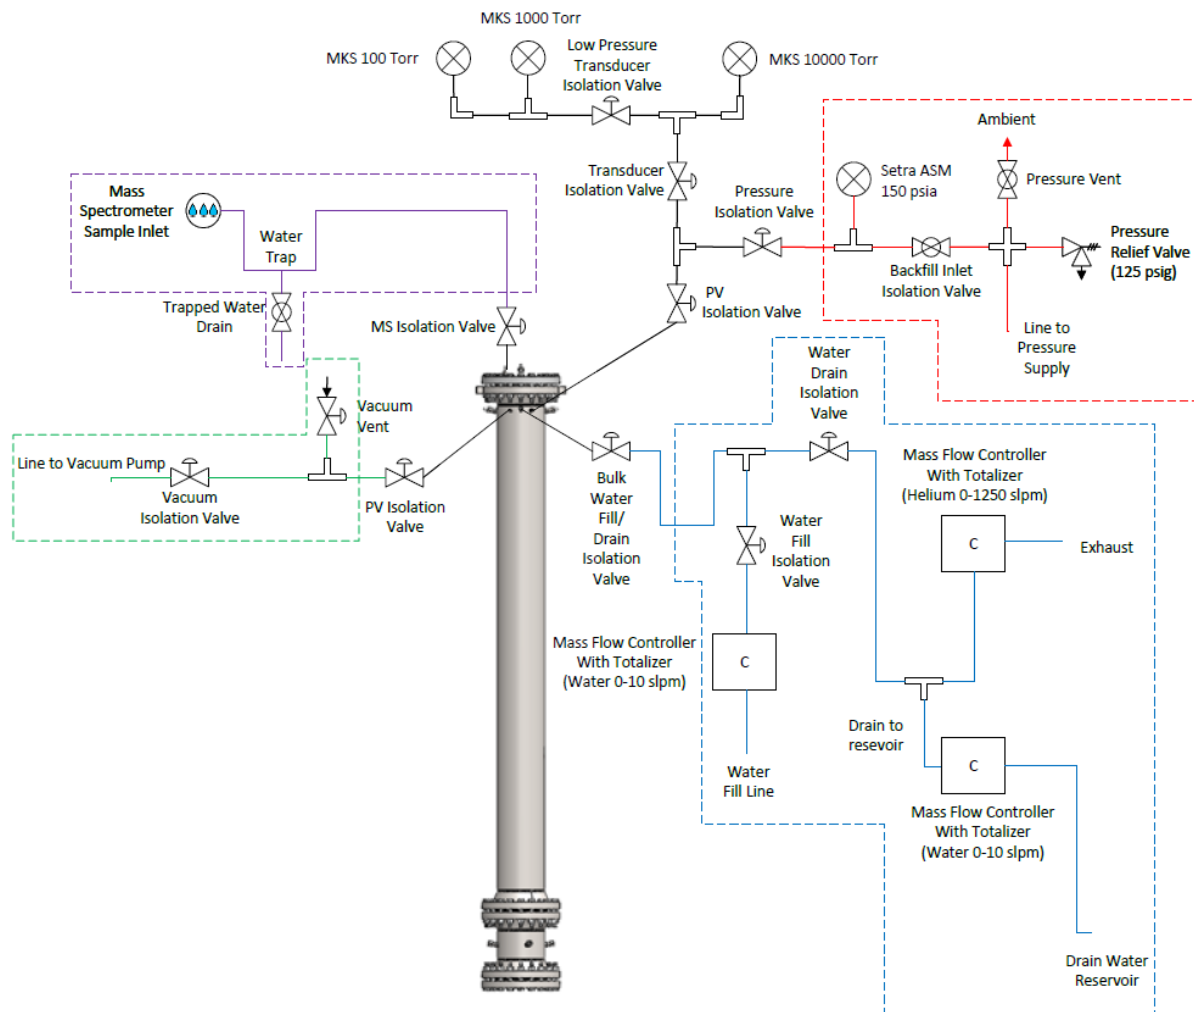 MKS 1000 Torr
MKS 100 Torr
Low Pressure
Transducer
Isolation Valve
MKS 10000 Torr
Ambient
Transducer
Isolation Valve
Setra ASM
150 psia
Pressure Vent
Pressure
Isolation Valve
Mass
Spectrometer
Sample Inlet
Water
Trap
Pressure
Relief Valve
(125 psig)
Backfill Inlet
Isolation Valve
Trapped Water
Drain
MS Isolation Valve
PV
Isolation Valve
Line to
Pressure
Supply
Water
Drain
Isolation
Valve
Vacuum
Vent
Line to Vacuum Pump
Vacuum
Isolation Valve
PV Isolation
Valve
Bulk
Water
Fill/
Drain
Isolation
Valve
Water
Fill
Isolation
Valve
Mass Flow Controller
With Totalizer
(Helium 0-1250 slpm)
C
Exhaust
Mass Flow Controller
With Totalizer
(Water 0-10 slpm)
C
Drain to
resevoir
Water
Fill Line
C
Mass Flow Controller
With Totalizer
(Water 0-10 slpm)
Drain Water
Reservoir